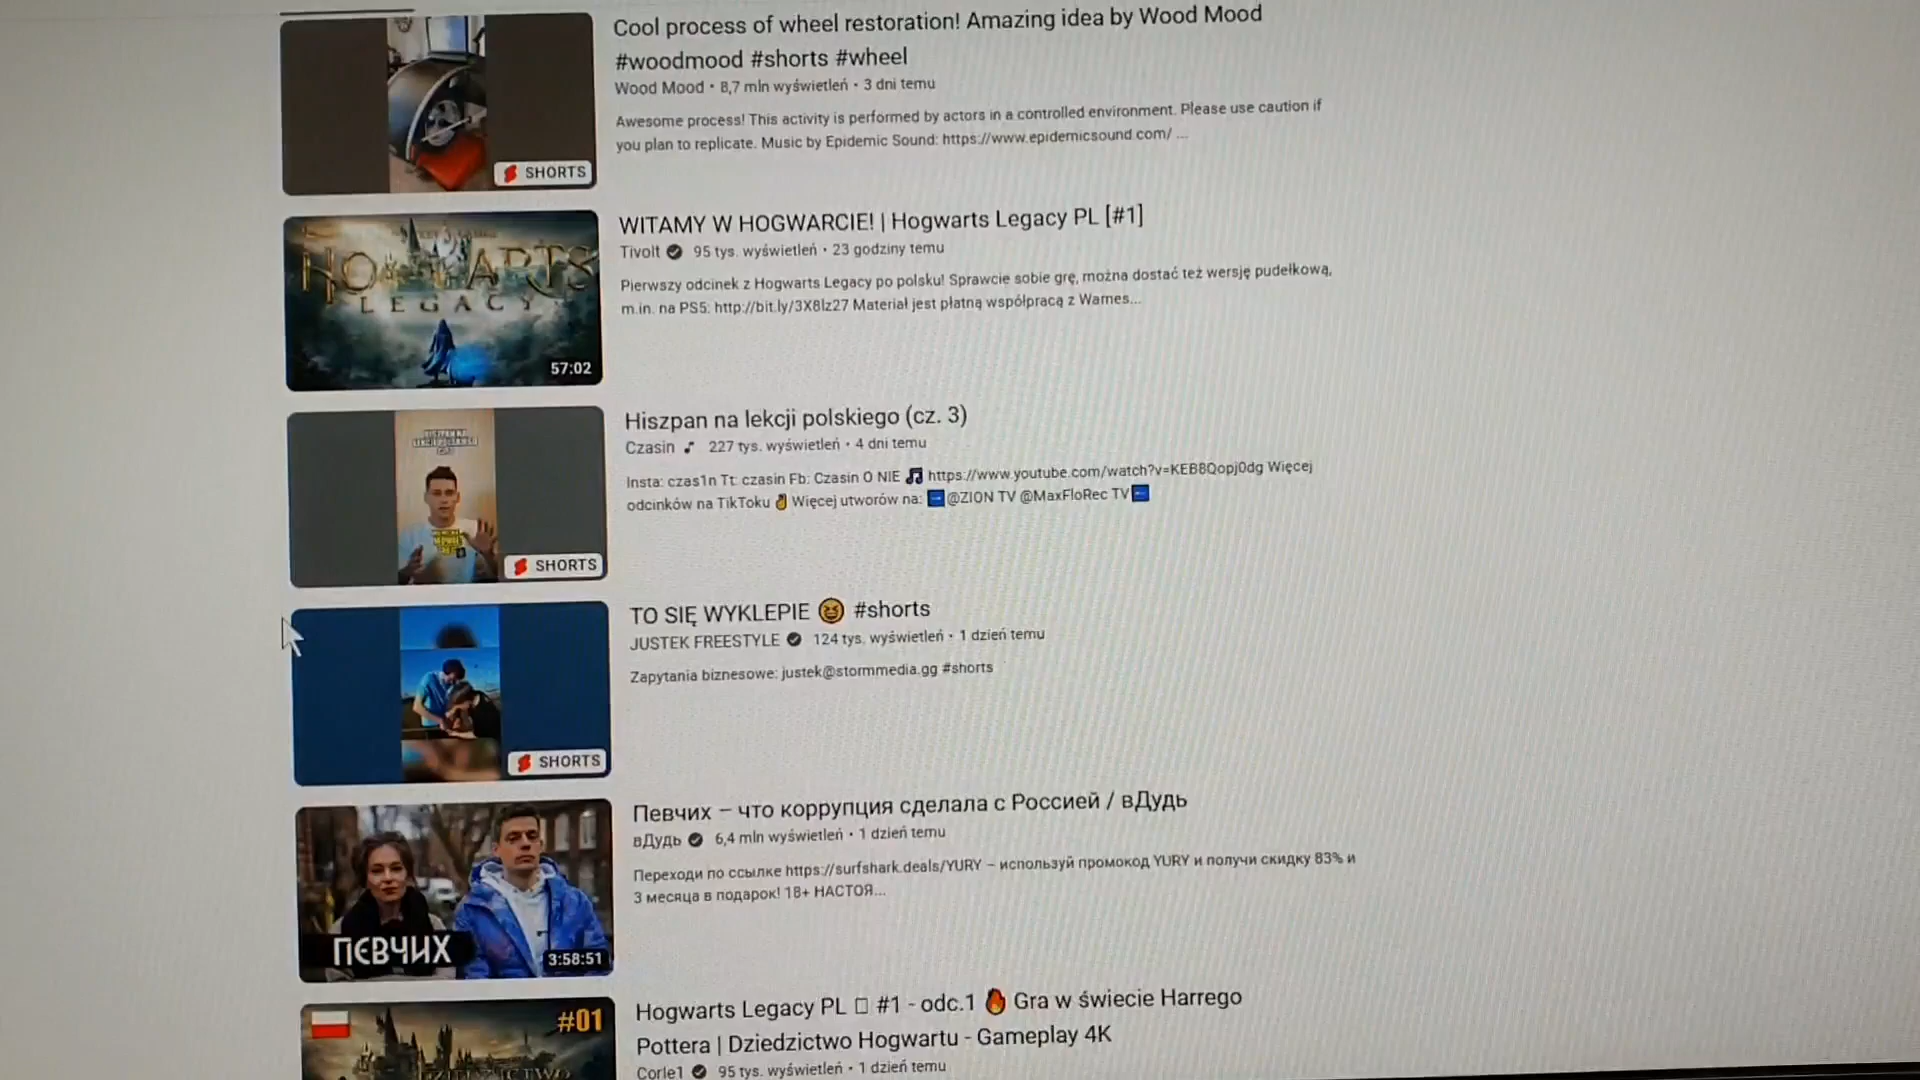 Cool process of wheel restoration! Amazing idea by Wood Mood
#woodmood #shorts #wheel
Wood Mood • 8,7 mln wyświetleń • 3 dni temu
Awesome process! This activity is performed by actors in a controlled environment. Please use caution if
you plan to replicate. Music by Epidemic Sound: https://www.epidemicsound.com/ ...
SHORTS
HOGWARTS
LEGACY
57:02
WITAMY W HOGWARCIE! | Hogwarts Legacy PL [#1]
Tivolt 95 tys. wyświetleń • 23 godziny temu
Pierwszy odcinek z Hogwarts Legacy po polsku! Sprawcie sobie grę, można dostać też wersję pudełkową,
m.in. na PS5: http://bit.ly/3X8lz27 Materiał jest płatną współpracą z Warnes...
Hiszpan na lekcji polskiego (cz. 3)
Czasin 227 tys. wyświetleń • 4 dni temu
Insta: czas1n Tt: czasin Fb: Czasin O NIE 🎵 https://www.youtube.com/watch?v=KEB8Qopj0dg Więcej
odcinków na TikToku ✌ Więcej utworów na: ➡@ZION TV @MaxFloRec TV⬅
SHORTS
TO SIĘ WYKLEPIE 😆 #shorts
JUSTEK FREESTYLE 124 tys. wyświetleń • 1 dzień temu
Zapytania biznesowe: justek@stormmedia.gg #shorts
SHORTS
Певчих – что коррупция сделала с Россией / вДудь
вДудь 6,4 mln wyświetleń • 1 dzień temu
Переходи по ссылке https://surfshark.deals/YURY – используй промокод YURY и получи скидку 83% и
3 месяца в подарок! 18+ НАСТОЯ...
ПЕВЧИХ
3:58:51
#01
DZIEDZICTWO
Hogwarts Legacy PL #1 - odc.1 🔥 Gra w świecie Harrego
Pottera | Dziedzictwo Hogwartu - Gameplay 4K
Corle1 95 tys. wyświetleń • 1 dzień temu